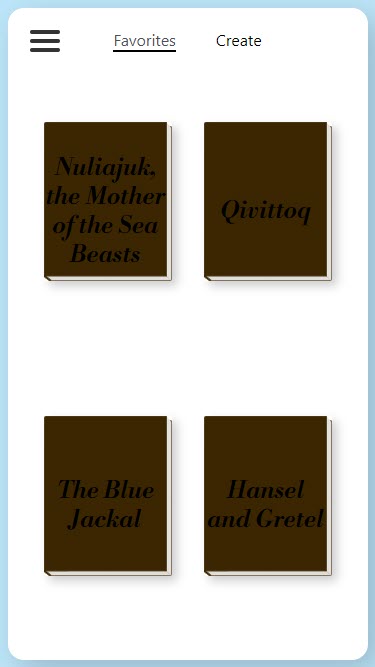 Favorites Create
Nuliajuk,
the Mother
of the Sea
Beasts
Qivittoq
The Blue
Jackal
Hansel
and Gretel